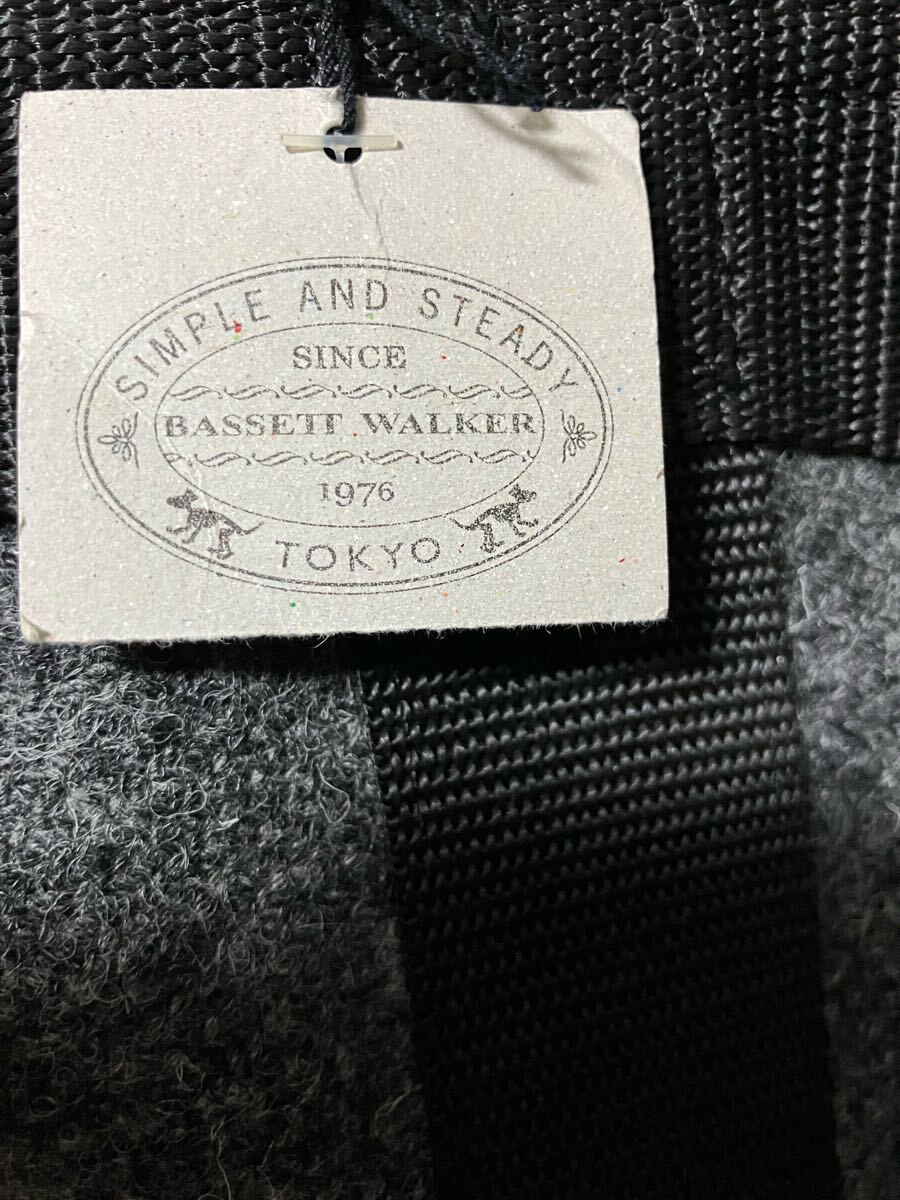 SIMPLE AND STEADY
SINCE
BASSETT WALKER
1976
TOKYO